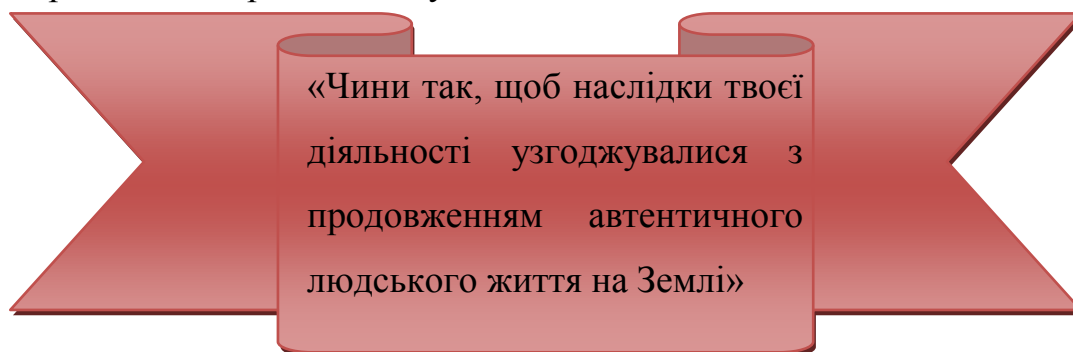 «Чини так, щоб наслідки твоєї
діяльності узгоджувалися з
продовженням автентичного
людського життя на Землі»